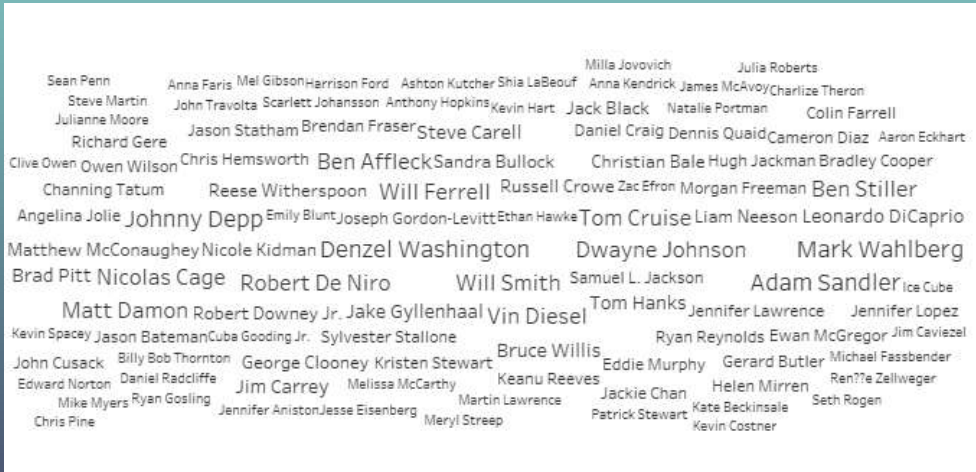 Milla Jovovich Julia Roberts
Sean Penn Anna Faris Mel Gibson Harrison Ford Ashton Kutcher Shia LaBeouf Anna Kendrick James McAvoy Charlize Theron
Steve Martin John Travolta Scarlett Johansson Anthony Hopkins Kevin Hart Jack Black Natalie Portman Colin Farrell
Julianne Moore Jason Statham Brendan Fraser Steve Carell Daniel Craig Dennis Quaid Cameron Diaz Aaron Eckhart
Richard Gere
Clive Owen Owen Wilson Chris Hemsworth Ben Affleck Sandra Bullock Christian Bale Hugh Jackman Bradley Cooper
Channing Tatum Reese Witherspoon Will Ferrell Russell Crowe Zac Efron Morgan Freeman Ben Stiller
Angelina Jolie Johnny Depp Emily Blunt Joseph Gordon-Levitt Ethan Hawke Tom Cruise Liam Neeson Leonardo DiCaprio
Matthew McConaughey Nicole Kidman Denzel Washington Dwayne Johnson Mark Wahlberg
Brad Pitt Nicolas Cage Robert De Niro Will Smith Samuel L. Jackson Adam Sandler Ice Cube
Matt Damon Robert Downey Jr. Jake Gyllenhaal Vin Diesel Tom Hanks Jennifer Lawrence Jennifer Lopez
Kevin Spacey Jason Bateman Cuba Gooding Jr. Sylvester Stallone Ryan Reynolds Ewan McGregor Jim Caviezel
John Cusack Billy Bob Thornton George Clooney Kristen Stewart Bruce Willis Eddie Murphy Gerard Butler Michael Fassbender
Edward Norton Daniel Radcliffe Jim Carrey Melissa McCarthy Keanu Reeves Jackie Chan Helen Mirren Ren??e Zellweger
Mike Myers Ryan Gosling Jennifer Aniston Jesse Eisenberg Martin Lawrence Patrick Stewart Kate Beckinsale Seth Rogen
Chris Pine Meryl Streep Kevin Costner